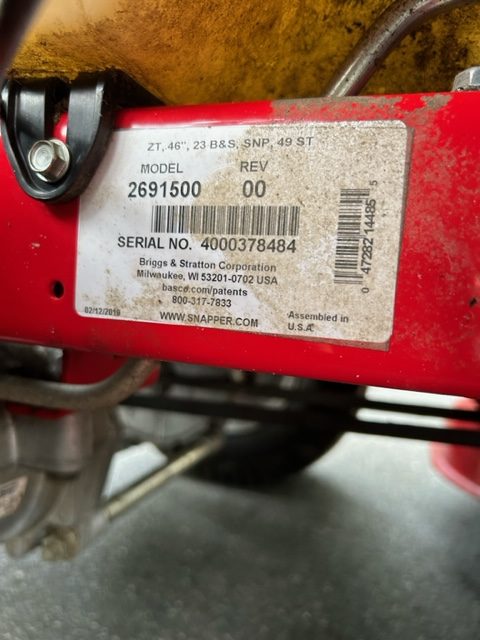 ZT, 46", 23 B&S, SNP, 49 ST
MODEL REV
2691500 00
SERIAL NO. 4000378484
Briggs & Stratton Corporation
Milwaukee, WI 53201-0702 USA
basco.com/patents
800-317-7833
02/12/2019
WWW.SNAPPER.COM
Assembled in
U.S.A.
0 47282 14485 5